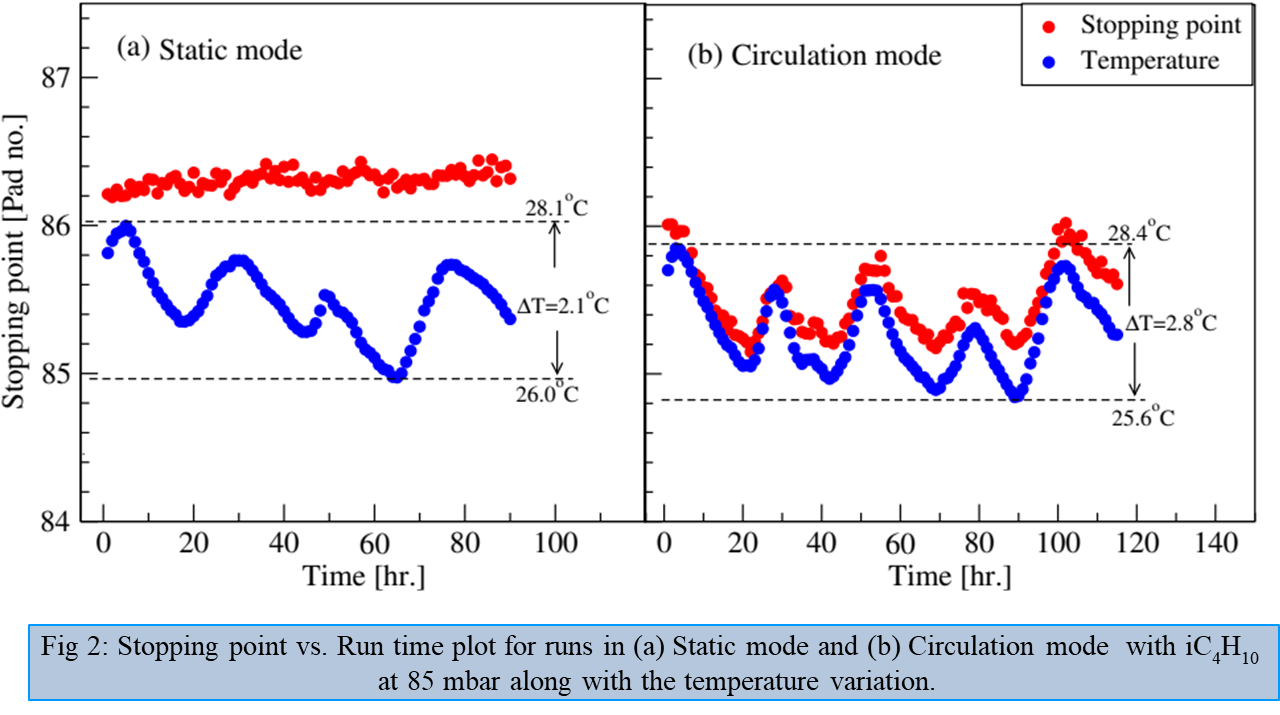 (a) Static mode
(b) Circulation mode
Stopping point
Temperature
Stopping point [Pad no.]
87
86
85
84
28.1°C
ΔT=2.1°C
26.0°C
28.4°C
ΔT=2.8°C
25.6°C
0 20 40 60 80 100
0 20 40 60 80 100 120 140
Time [hr.]
Time [hr.]
Fig 2: Stopping point vs. Run time plot for runs in (a) Static mode and (b) Circulation mode with iC₄H₁₀
at 85 mbar along with the temperature variation.